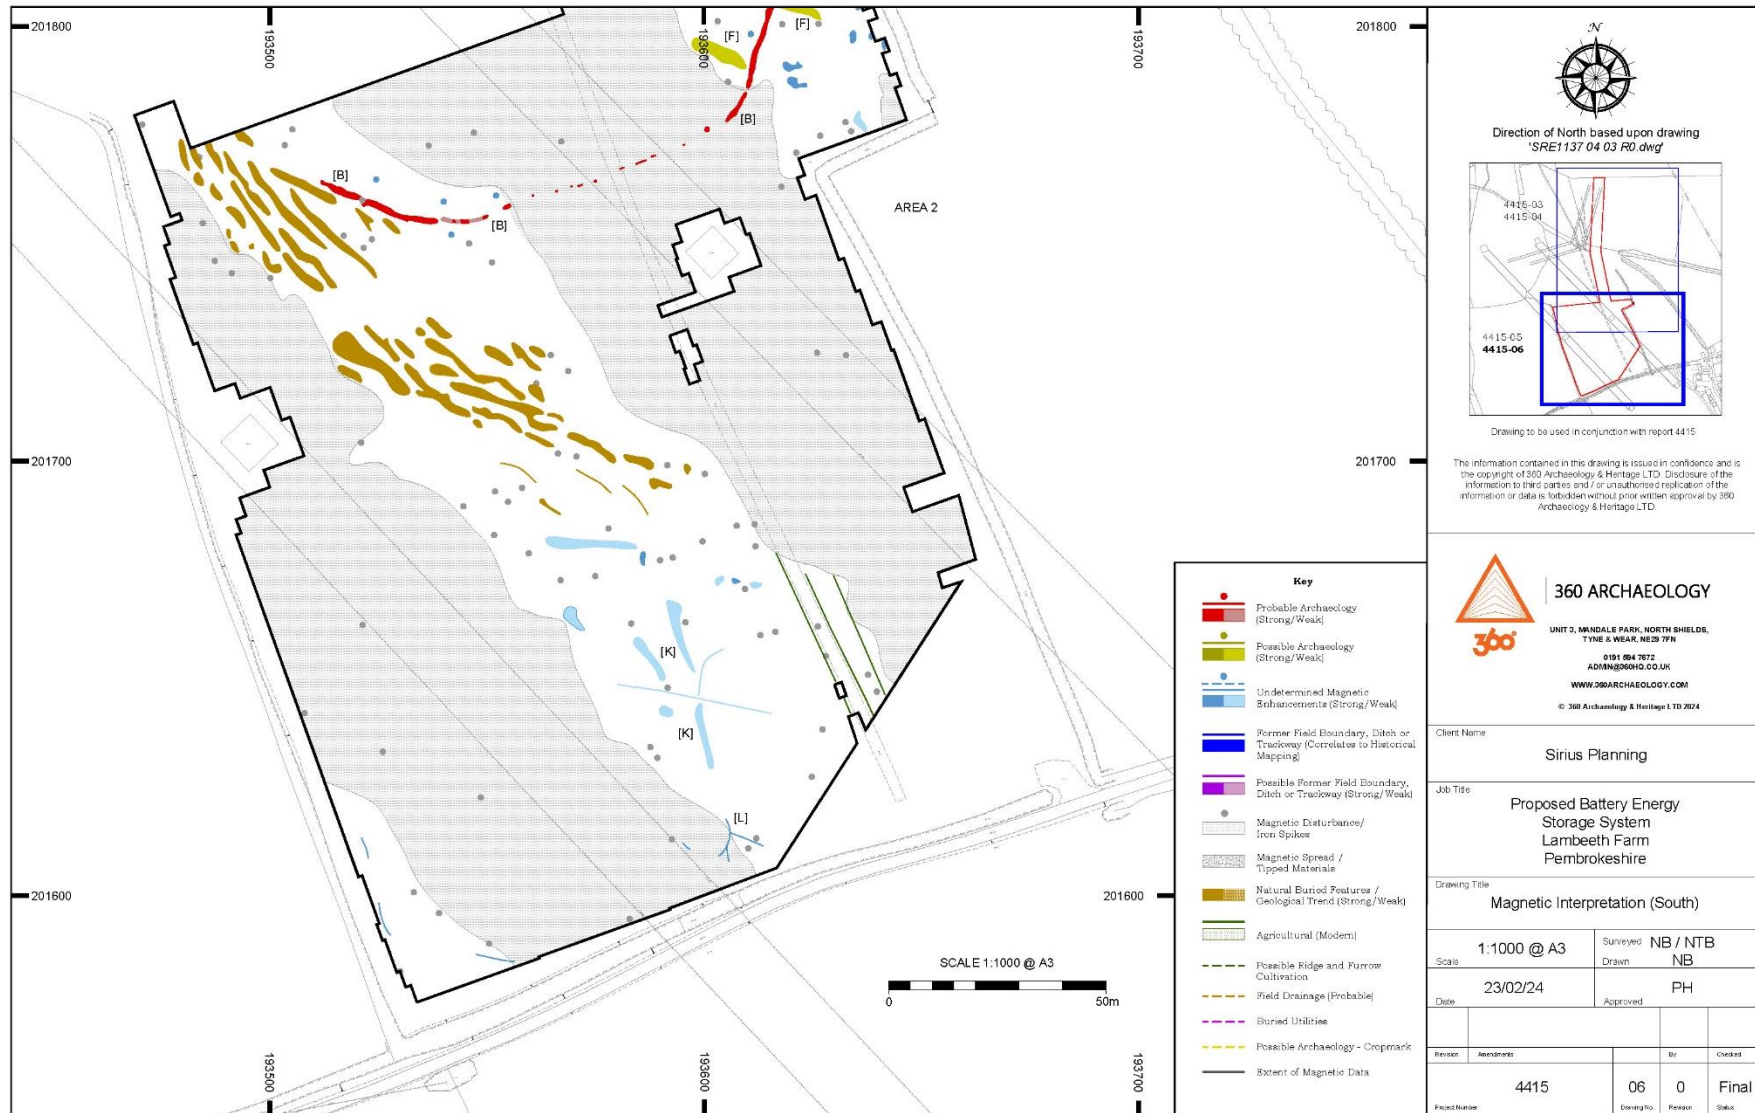 201800
193500
193600
193700
201800
[F]
[F]
[B]
[B]
[B]
AREA 2
201700
201700
[K]
[K]
[L]
201600
201600
SCALE 1:1000 @ A3
0
50m
193500
193600
193700
Key
Probable Archaeology
(Strong/Weak)
Possible Archaeology
(Strong/Weak)
Undetermined Magnetic
Enhancements (Strong/Weak)
Former Field Boundary, Ditch or
Trackway (Correlates to Historical
Mapping)
Possible Former Field Boundary,
Ditch or Trackway (Strong/Weak)
Magnetic Disturbance/
Iron Spikes
Magnetic Spread /
Tipped Materials
Natural Buried Features /
Geological Trend (Strong/Weak)
Agricultural (Modern)
Possible Ridge and Furrow
Cultivation
Field Drainage (Probable)
Buried Utilities
Possible Archaeology - Cropmark
Extent of Magnetic Data
N
Direction of North based upon drawing
'SRE1137 04 03 R0.dwg'
4415-03
4415-04
4415-05
4415-06
Drawing to be used in conjunction with report 4415
The information contained in this drawing is issued in confidence and is
the copyright of 360 Archaeology & Heritage LTD. Disclosure of the
information to third parties and / or unauthorised replication of the
information or data is forbidden without prior written approval by 360
Archaeology & Heritage LTD.
360°
360 ARCHAEOLOGY
UNIT 3, MANDALE PARK, NORTH SHIELDS,
TYNE & WEAR, NE29 7FN
0191 594 7672
ADMIN@360HQ.CO.UK
WWW.360ARCHAEOLOGY.COM
© 360 Archaeology & Heritage LTD 2024
Client Name
Sirius Planning
Job Title
Proposed Battery Energy
Storage System
Lambeeth Farm
Pembrokeshire
Drawing Title
Magnetic Interpretation (South)
Scale 1:1000 @ A3
Surveyed NB / NTB
Drawn NB
Date 23/02/24
Approved PH
Revision Amendments By Checked
4415 06 0 Final
Project Number Drawing No. Revision Status